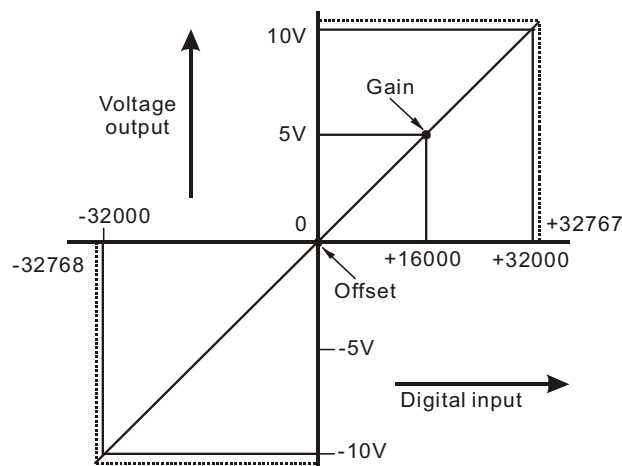 10V
Gain
Voltage
output
5V
-32000
0
+32767
-32768
+16000
+32000
Offset
-5V
Digital input
-10V